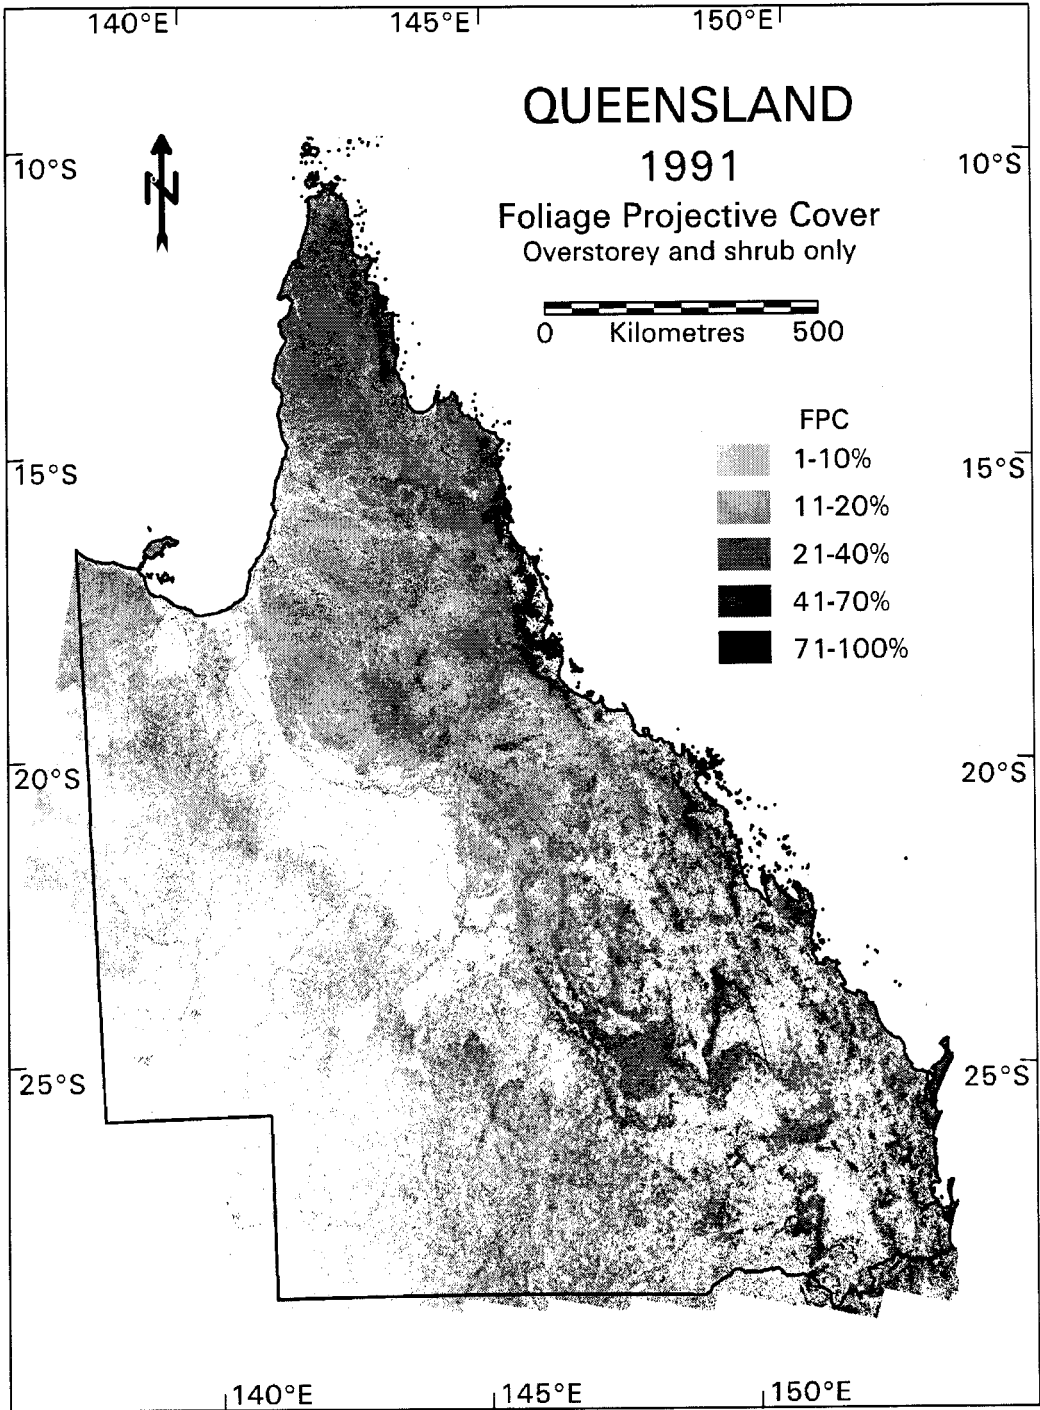 140°E 145°E 150°E
QUEENSLAND
1991
Foliage Projective Cover
Overstorey and shrub only
0 Kilometres 500
N
10°S 10°S
FPC
1-10%
11-20%
21-40%
41-70%
71-100%
15°S 15°S
20°S 20°S
25°S 25°S
140°E 145°E 150°E